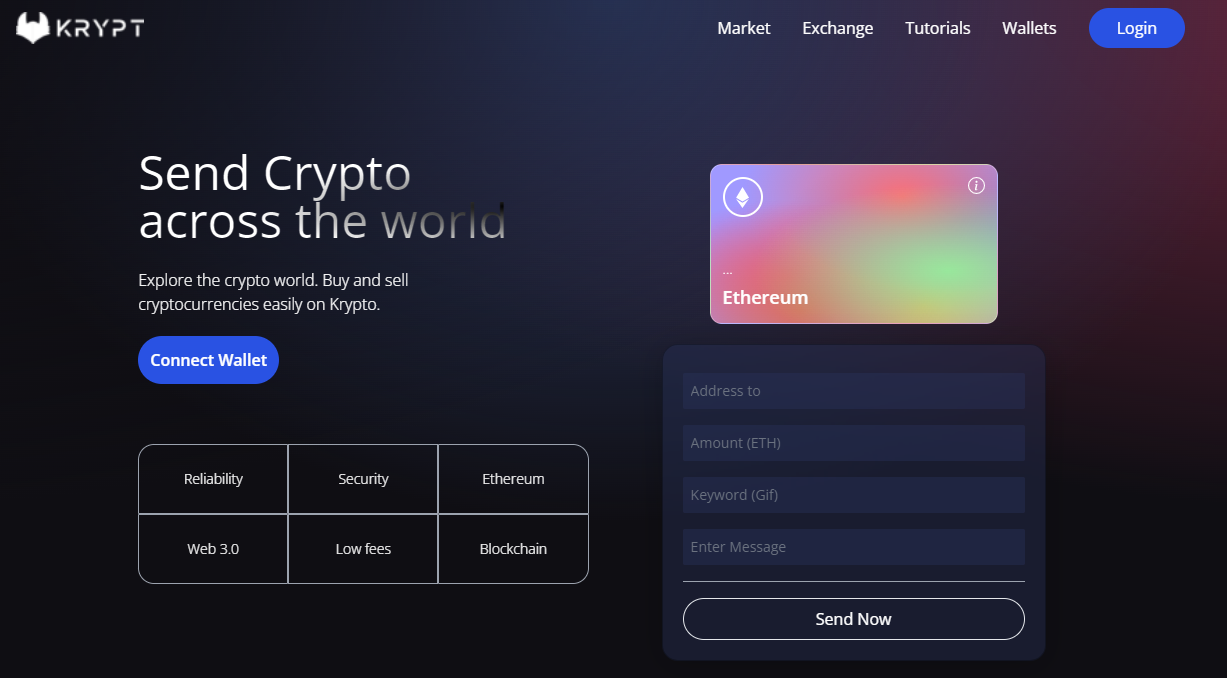 KRYPT
Market
Exchange
Tutorials
Wallets
Login
Send Crypto
across the world
Explore the crypto world. Buy and sell
cryptocurrencies easily on Krypto.
Connect Wallet
Reliability
Security
Ethereum
Web 3.0
Low fees
Blockchain
i
...
Ethereum
Address to
Amount (ETH)
Keyword (Gif)
Enter Message
Send Now